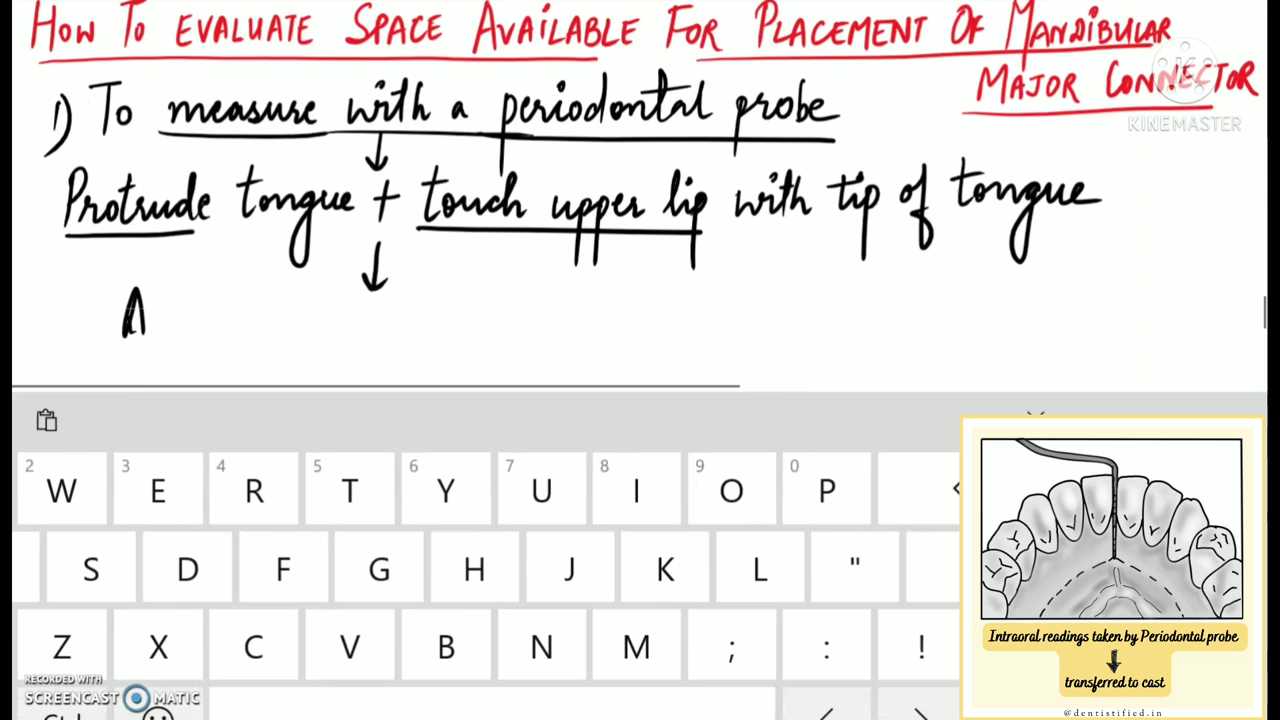 HOW TO EVALUATE SPACE AVAILABLE FOR PLACEMENT OF MANDIBULAR
MAJOR CONNECTOR
KINEMASTER
1) To measure with a periodontal probe
↓
Protrude tongue + touch upper lip with tip of tongue
↓
2 W 3 E 4 R 5 T 6 Y 7 U 8 I 9 O 0 P
S D F G H J K L "
Z X C V B N M ; : !
RECORDED WITH
SCREENCAST MATIC
Intraoral readings taken by Periodontal probe
↓
transferred to cast
@dentistified.in